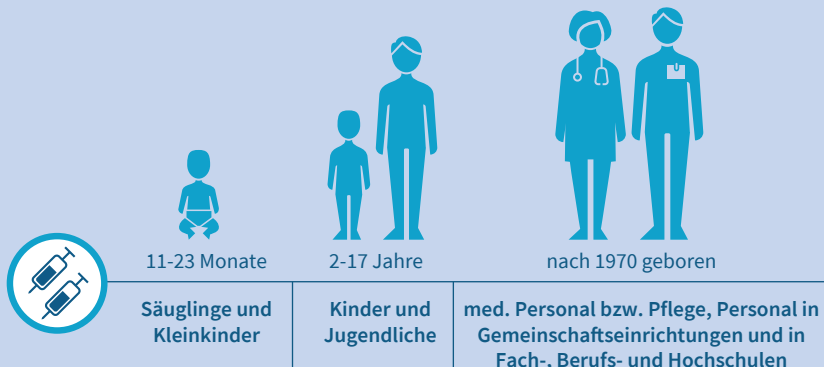 11-23 Monate
2-17 Jahre
nach 1970 geboren
Säuglinge und
Kleinkinder
Kinder und
Jugendliche
med. Personal bzw. Pflege, Personal in
Gemeinschaftseinrichtungen und in
Fach-, Berufs- und Hochschulen